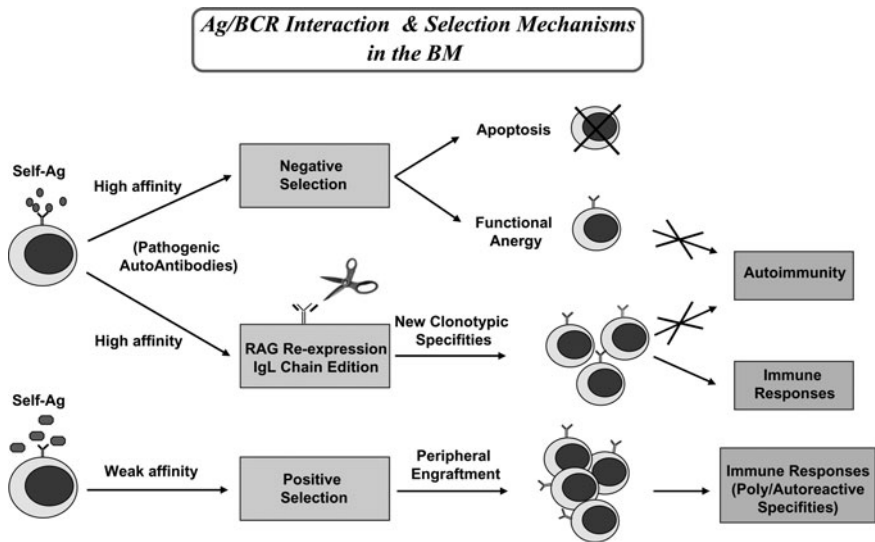 Ag/BCR Interaction & Selection Mechanisms
in the BM
Self-Ag
High affinity
(Pathogenic
AutoAntibodies)
High affinity
Negative
Selection
Apoptosis
Functional
Anergy
Autoimmunity
RAG Re-expression
IgL Chain Edition
New Clonotypic
Specifities
Immune
Responses
Self-Ag
Weak affinity
Positive
Selection
Peripheral
Engraftment
Immune Responses
(Poly/Autoreactive
Specifities)